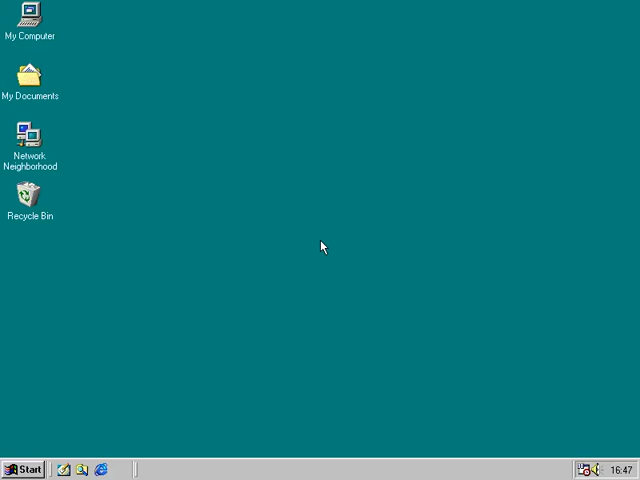 My Computer
My Documents
Network
Neighborhood
Recycle Bin
Start
16:47